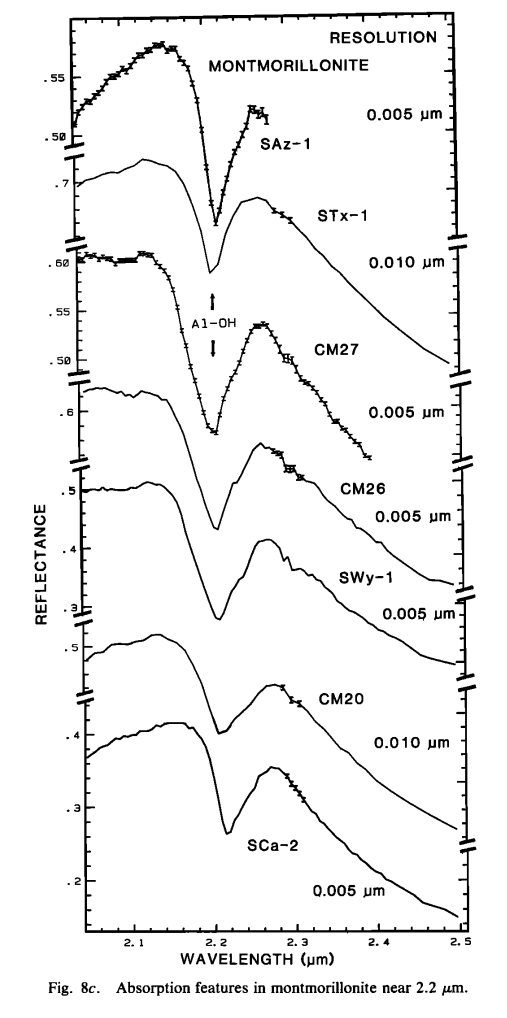 RESOLUTION
MONTMORILLONITE
.55
0.005 µm
.50
SAz-1
.7
STx-1
.60
0.010 µm
.55
Al-OH
CM27
.50
.6
0.005 µm
CM26
.5
0.005 µm
REFLECTANCE
.4
SWy-1
.3
0.005 µm
.5
CM20
.4
0.010 µm
.3
SCa-2
.2
0.005 µm
2.1 2.2 2.3 2.4 2.5
WAVELENGTH (µm)
Fig. 8c. Absorption features in montmorillonite near 2.2 µm.